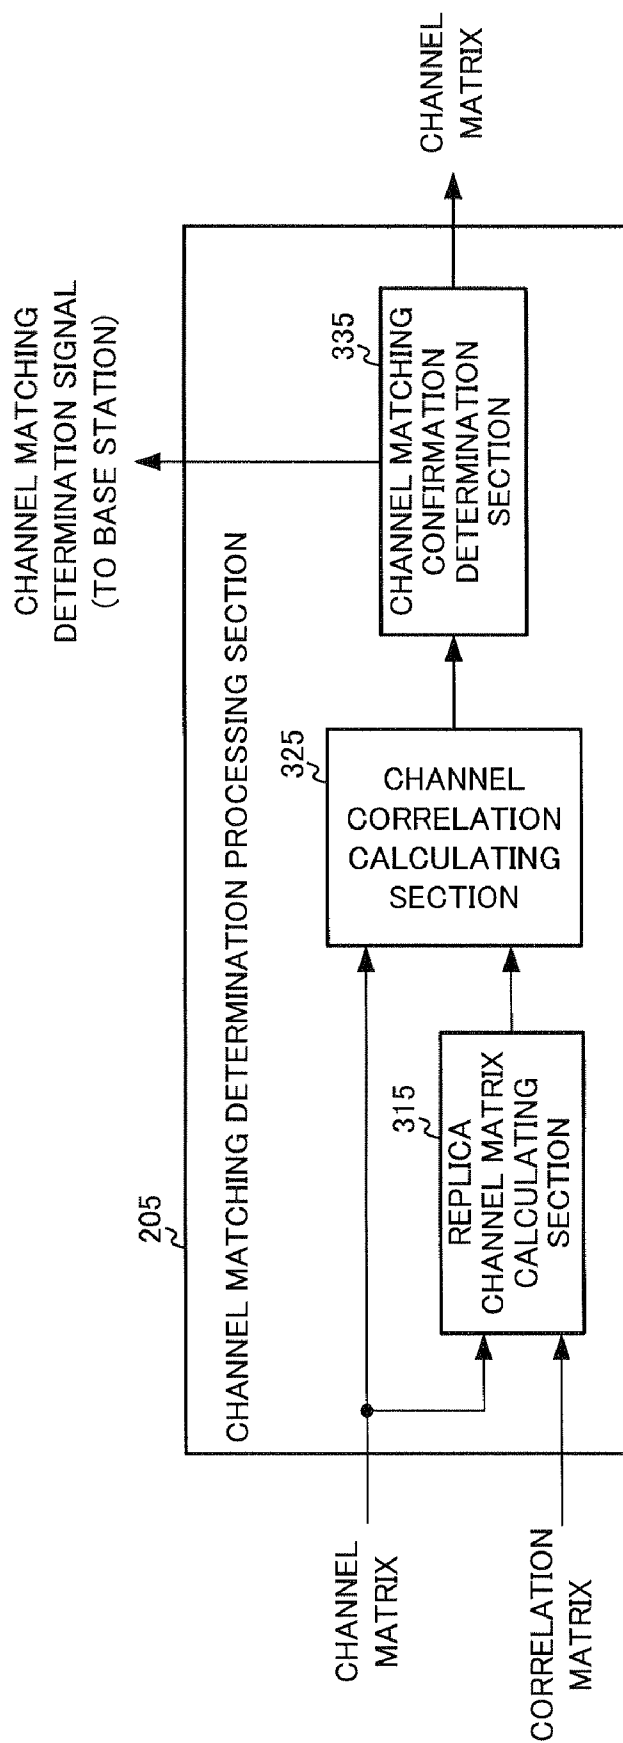 CHANNEL MATCHING
DETERMINATION SIGNAL
(TO BASE STATION)
205
CHANNEL MATCHING DETERMINATION PROCESSING SECTION
CHANNEL
MATRIX
CORRELATION
MATRIX
315
REPLICA
CHANNEL MATRIX
CALCULATING
SECTION
325
CHANNEL
CORRELATION
CALCULATING
SECTION
335
CHANNEL MATCHING
CONFIRMATION
DETERMINATION
SECTION
CHANNEL
MATRIX